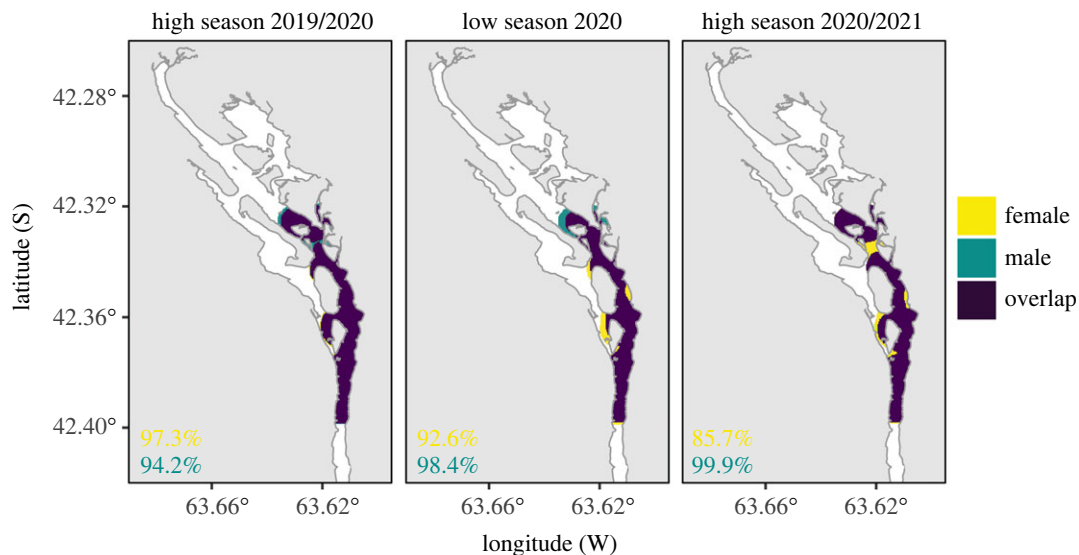 high season 2019/2020
low season 2020
high season 2020/2021
42.28°
42.32°
42.36°
42.40°
latitude (S)
97.3%
94.2%
92.6%
98.4%
85.7%
99.9%
63.66°
63.62°
63.66°
63.62°
63.66°
63.62°
longitude (W)
female
male
overlap